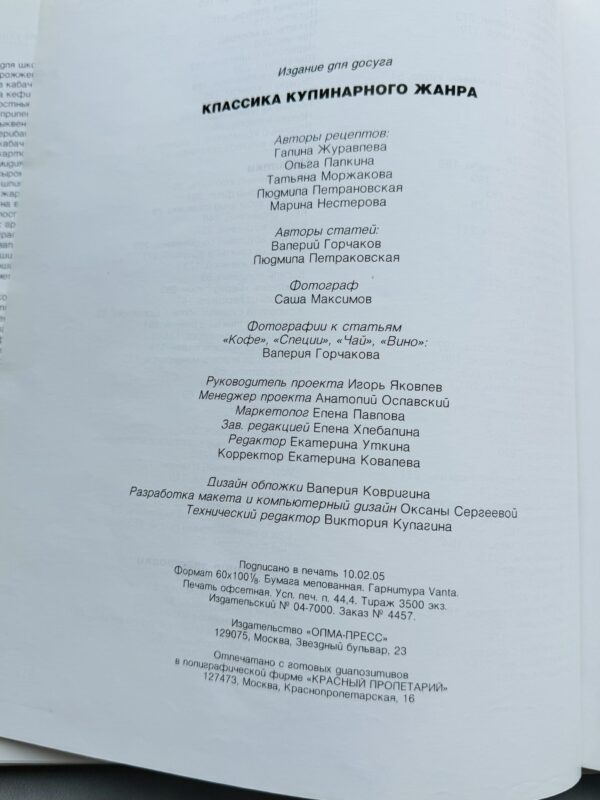 Издание для досуга
КЛАССИКА КУЛИНАРНОГО ЖАНРА
Авторы рецептов:
Галина Журавлева
Ольга Лапкина
Татьяна Моржакова
Людмила Петрановская
Марина Нестерова
Авторы статей:
Валерий Горчаков
Людмила Петраковская
Фотограф
Саша Максимов
Фотографии к статьям
«Кофе», «Специи», «Чай», «Вино»:
Валерия Горчакова
Руководитель проекта Игорь Яковлев
Менеджер проекта Анатолий Ославский
Маркетолог Елена Павлова
Зав. редакцией Елена Хлебалина
Редактор Екатерина Уткина
Корректор Екатерина Ковалева
Дизайн обложки Валерия Ковригина
Разработка макета и компьютерный дизайн Оксаны Сергеевой
Технический редактор Виктория Кулагина
Подписано в печать 10.02.05
Формат 60х100⅛. Бумага мелованная. Гарнитура Vanta.
Печать офсетная. Усл. печ. л. 44,4. Тираж 3500 экз.
Издательский № 04-7000. Заказ № 4457.
Издательство «ОЛМА-ПРЕСС»
129075, Москва, Звездный бульвар, 23
Отпечатано с готовых диапозитивов
в полиграфической фирме «КРАСНЫЙ ПРОЛЕТАРИЙ»
127473, Москва, Краснопролетарская, 16